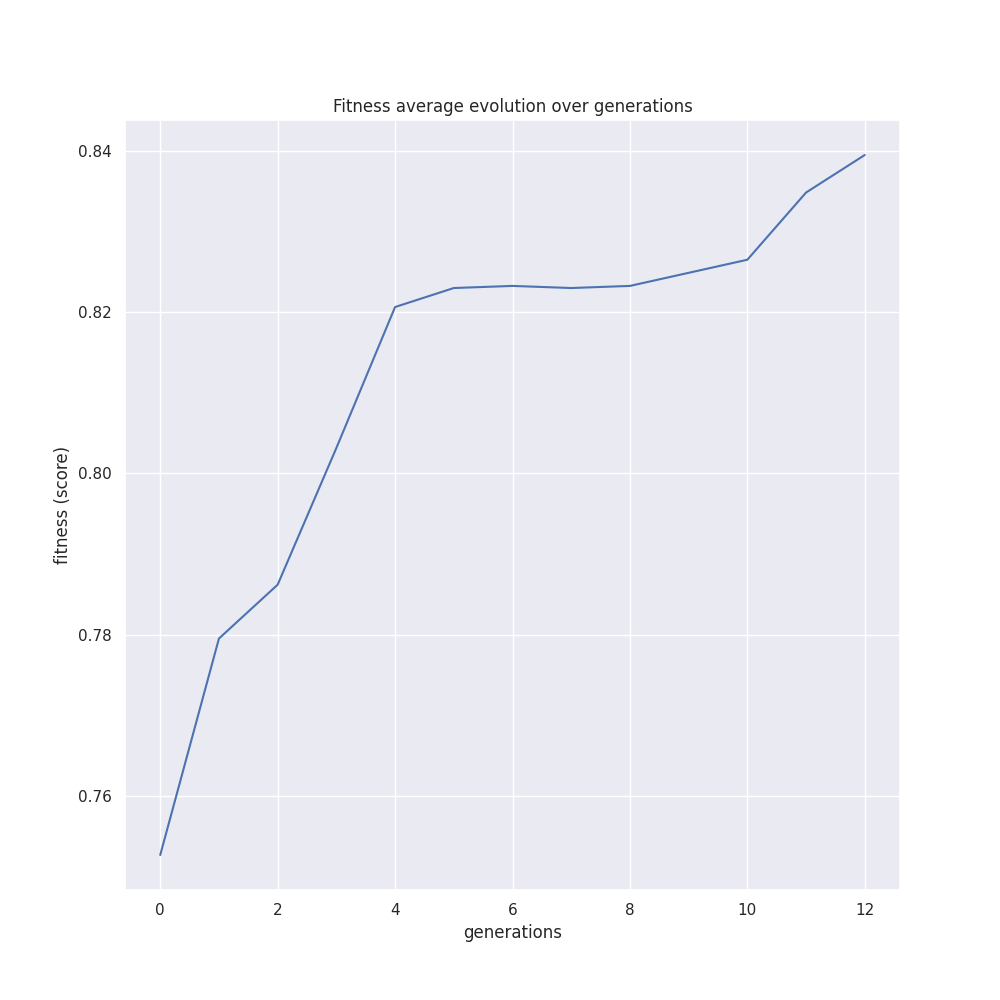 Fitness average evolution over generations
0.84
0.82
0.80
0.78
0.76
fitness (score)
0 2 4 6 8 10 12
generations